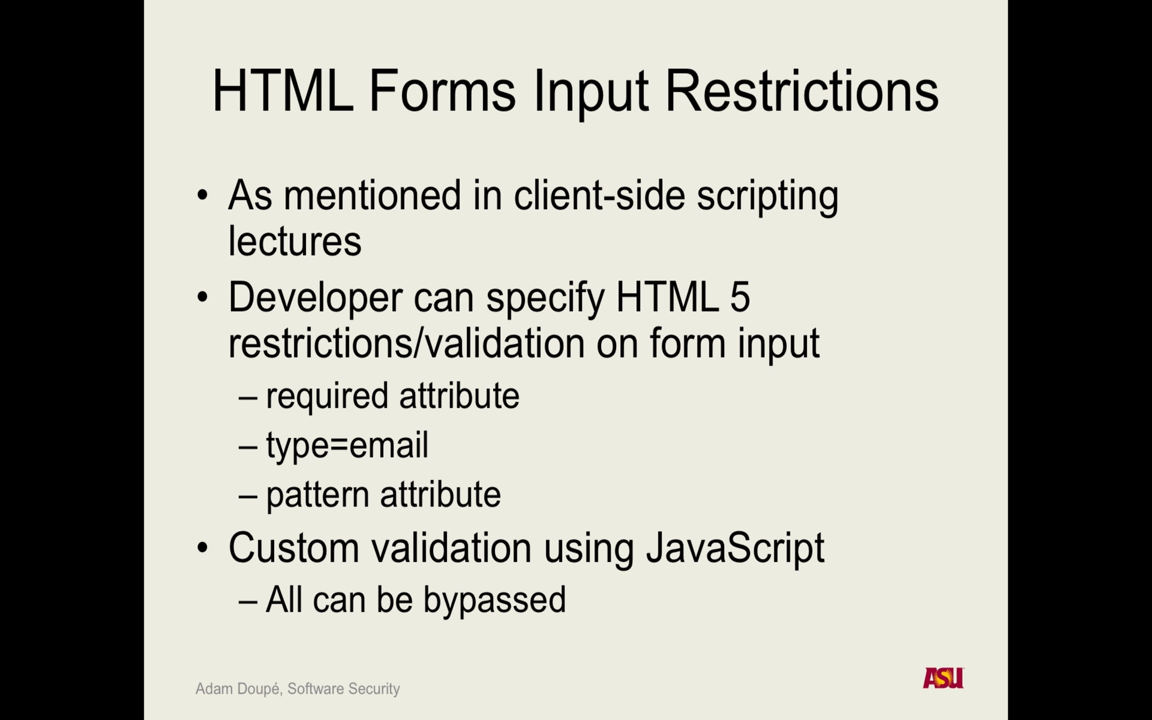 HTML Forms Input Restrictions
• As mentioned in client-side scripting
lectures
• Developer can specify HTML 5
restrictions/validation on form input
– required attribute
– type=email
– pattern attribute
• Custom validation using JavaScript
– All can be bypassed
Adam Doupé, Software Security
ASU